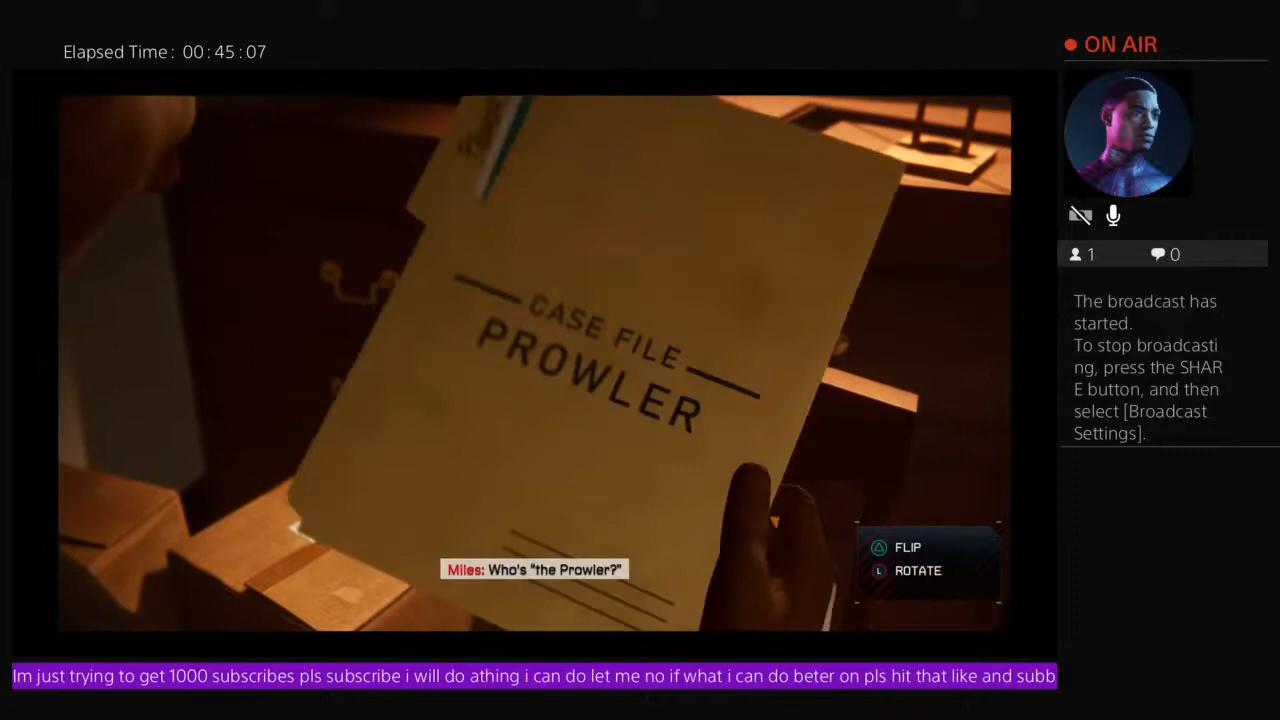 Elapsed Time: 00:45:07
ON AIR
1
0
The broadcast has
started.
To stop broadcasti
ng, press the SHAR
E button, and then
select [Broadcast
Settings].
CASE FILE
PROWLER
FLIP
L ROTATE
Miles: Who's "the Prowler?"
Im just trying to get 1000 subscribes pls subscribe i will do athing i can do let me no if what i can do beter on pls hit that like and subb